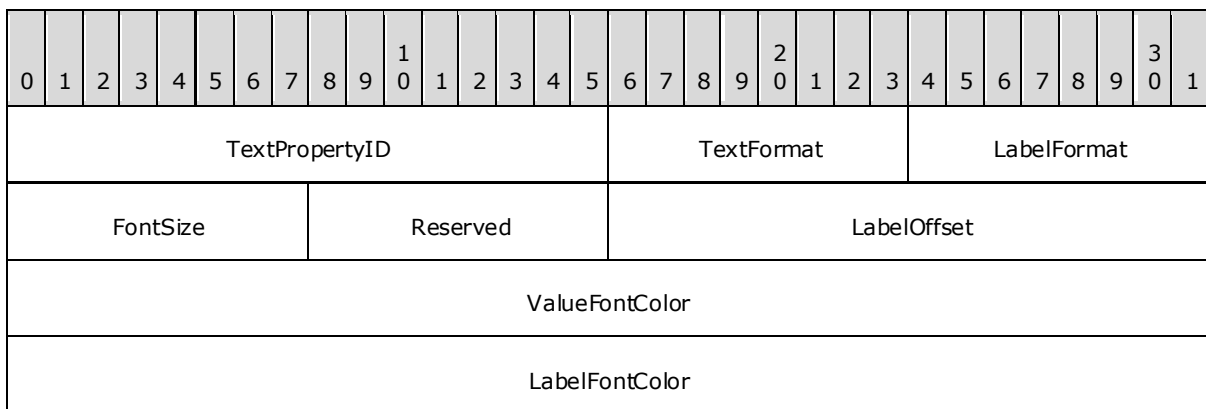 1 2 3
0 1 2 3 4 5 6 7 8 9 0 1 2 3 4 5 6 7 8 9 0 1 2 3 4 5 6 7 8 9 0 1
TextPropertyID TextFormat LabelFormat
FontSize Reserved LabelOffset
ValueFontColor
LabelFontColor